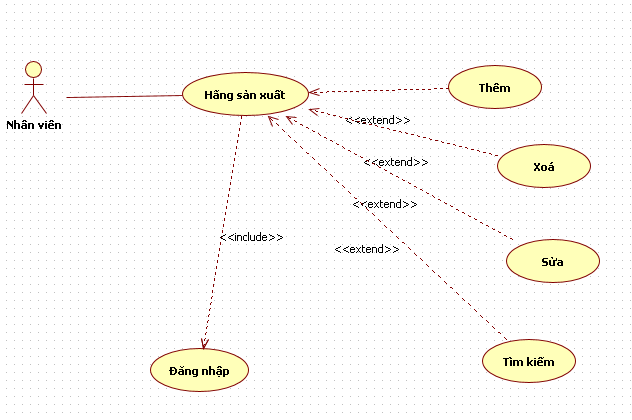 Thêm
Hãng sản xuất
<<extend>>
Nhân viên
<<extend>>
Xoá
<<extend>>
<<include>>
<<extend>>
Sửa
Đăng nhập
Tìm kiếm